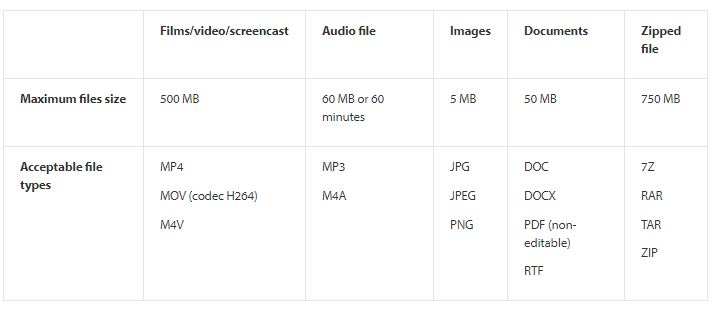 Films/video/screencast
Audio file
Images
Documents
Zipped
file
Maximum files size
500 MB
60 MB or 60
minutes
5 MB
50 MB
750 MB
Acceptable file
types
MP4
MOV (codec H264)
M4V
MP3
M4A
JPG
JPEG
PNG
DOC
DOCX
PDF (non-
editable)
RTF
7Z
RAR
TAR
ZIP